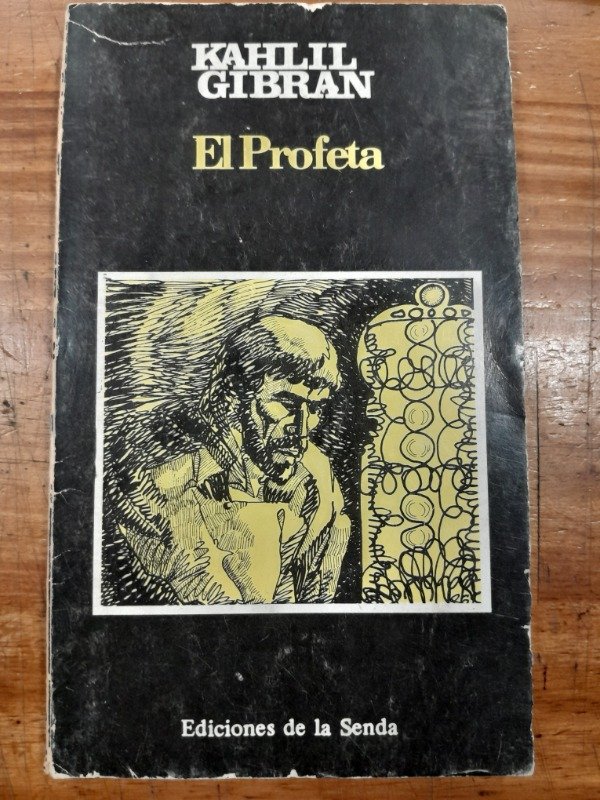 KAHLIL
GIBRAN
El Profeta
Ediciones de la Senda